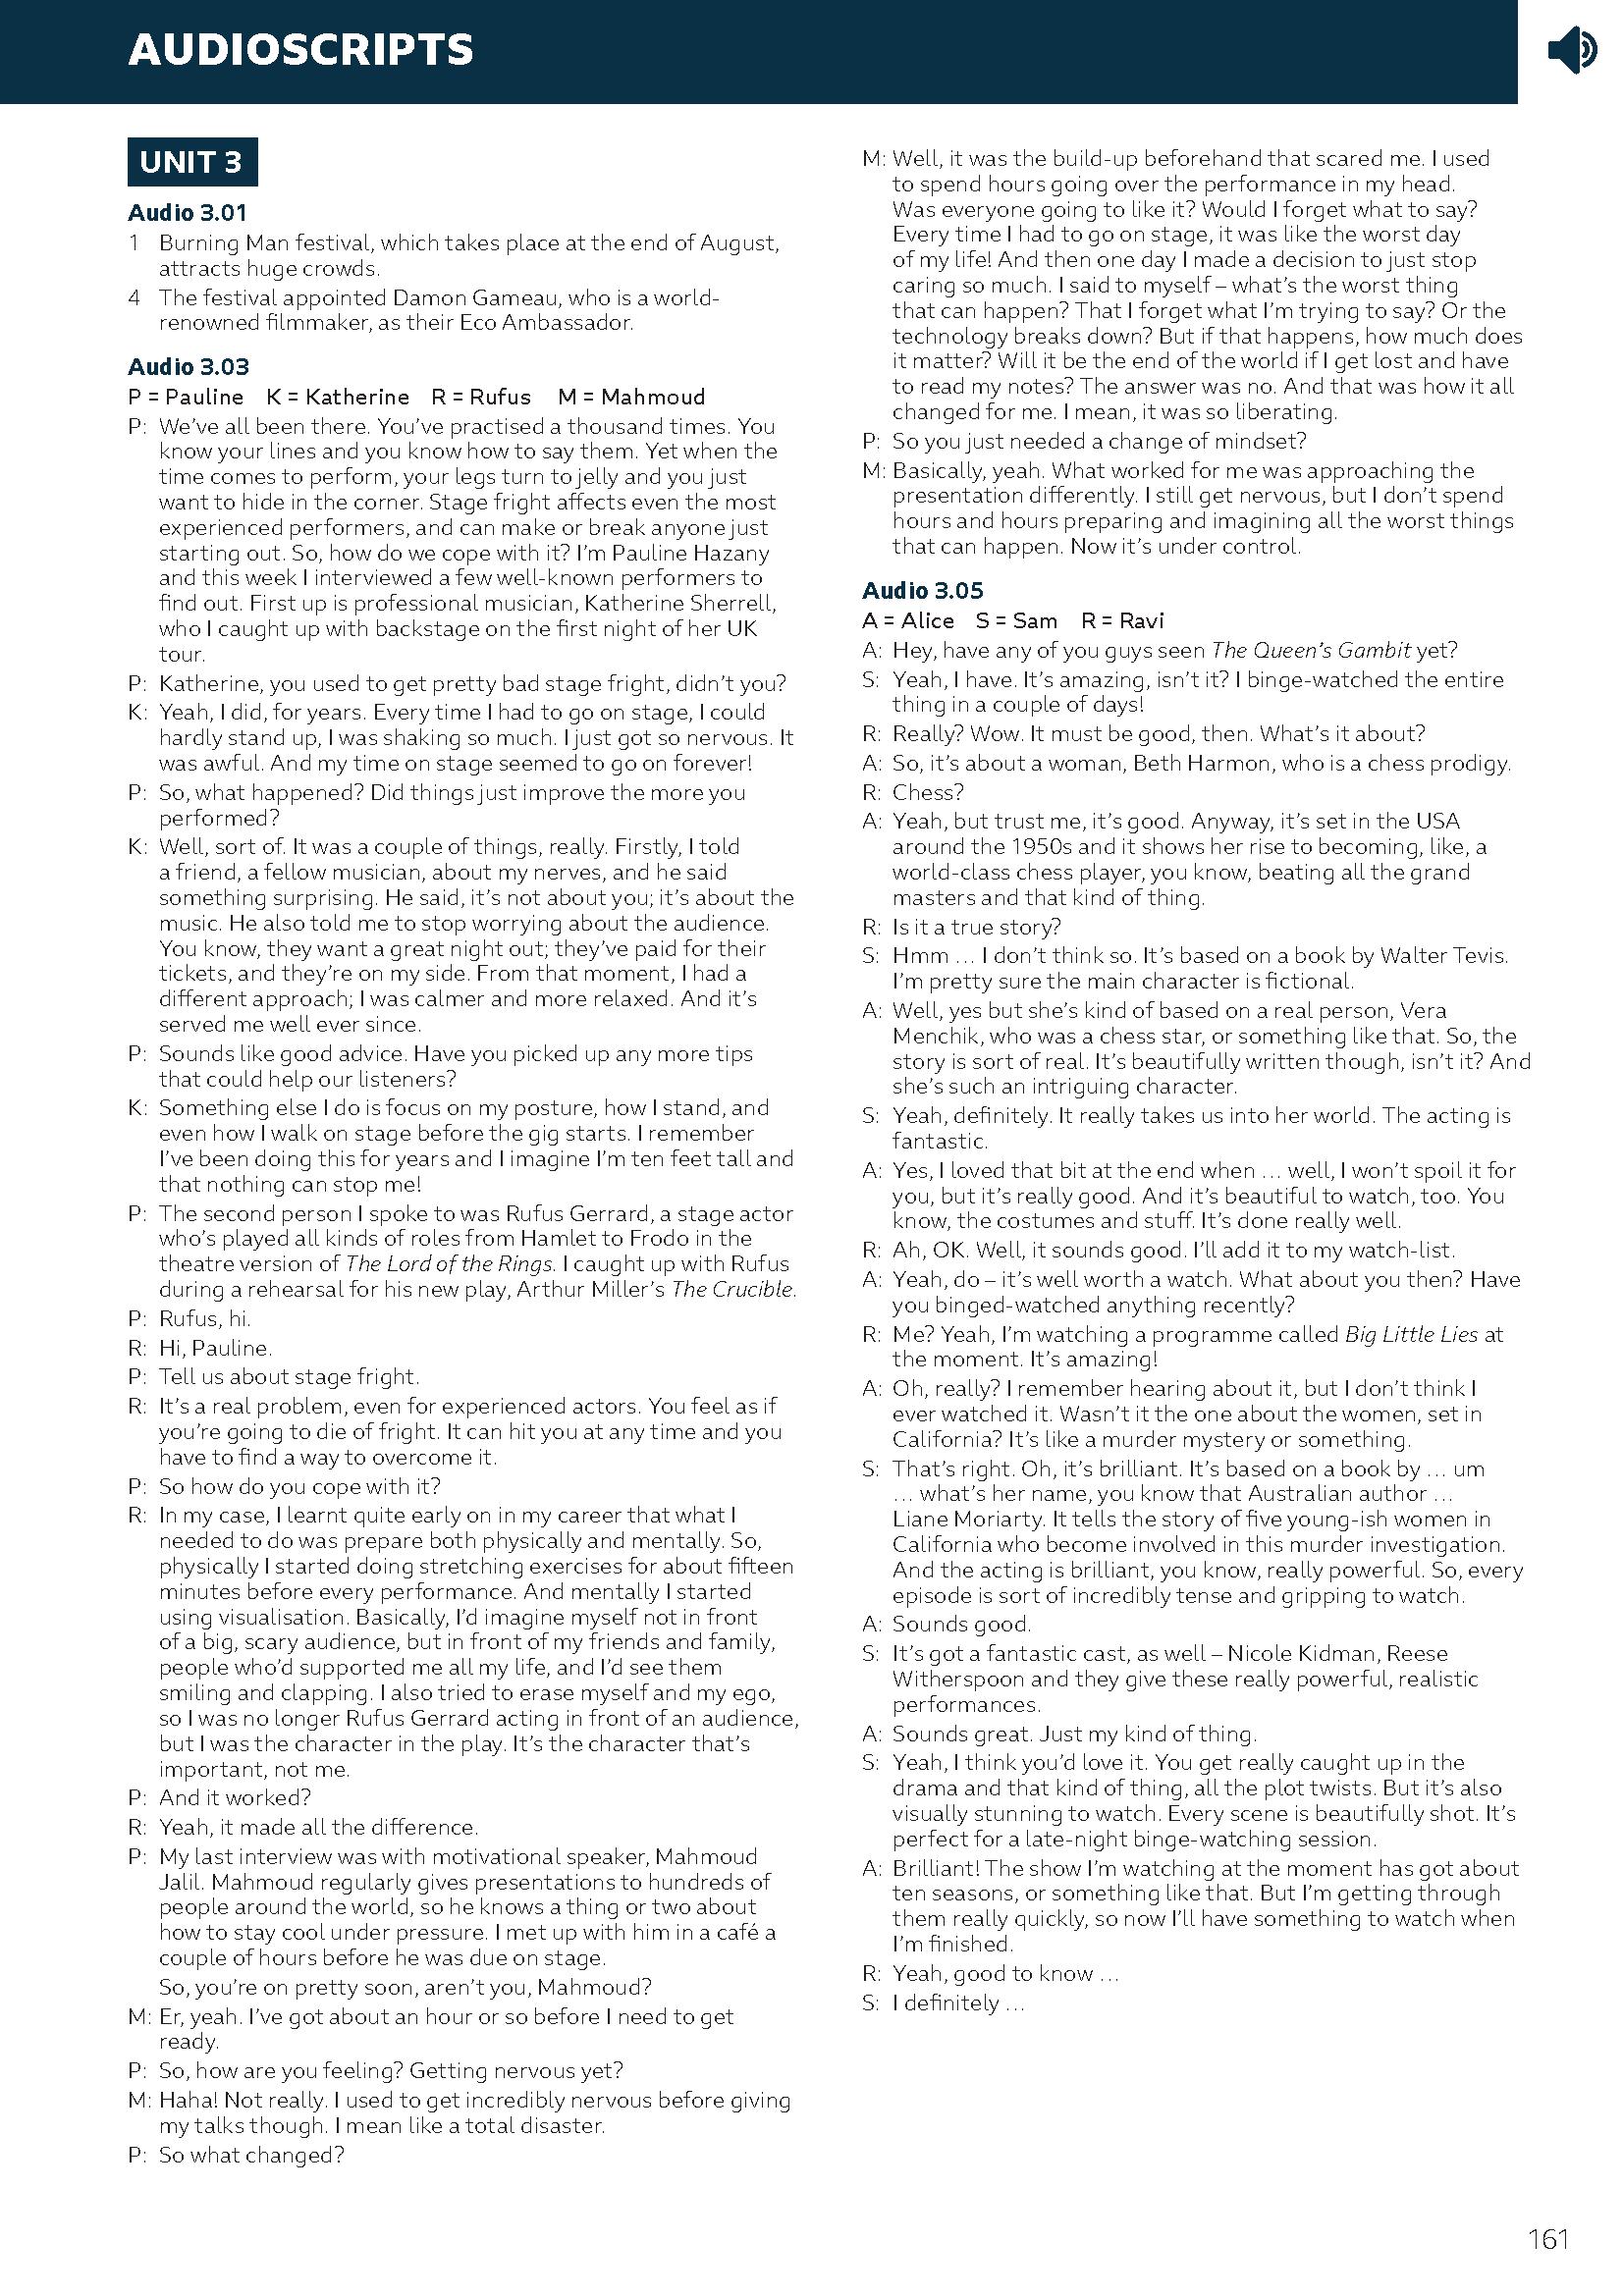 AUDIOSCRIPTS
UNIT 3
Audio 3.01
1 Burning Man festival, which takes place at the end of August,
attracts huge crowds.
4 The festival appointed Damon Gameau, who is a world-
renowned filmmaker, as their Eco Ambassador.
Audio 3.03
P = Pauline K = Katherine R = Rufus M = Mahmoud
P: We've all been there. You've practised a thousand times. You
know your lines and you know how to say them. Yet when the
time comes to perform, your legs turn to jelly and you just
want to hide in the corner. Stage fright affects even the most
experienced performers, and can make or break anyone just
starting out. So, how do we cope with it? I'm Pauline Hazany
and this week I interviewed a few well-known performers to
find out. First up is professional musician, Katherine Sherrell,
who I caught up with backstage on the first night of her UK
tour.
P: Katherine, you used to get pretty bad stage fright, didn't you?
K: Yeah, I did, for years. Every time I had to go on stage, I could
hardly stand up, I was shaking so much. I just got so nervous. It
was awful. And my time on stage seemed to go on forever!
P: So, what happened? Did things just improve the more you
performed?
K: Well, sort of. It was a couple of things, really. Firstly, I told
a friend, a fellow musician, about my nerves, and he said
something surprising. He said, it's not about you; it's about the
music. He also told me to stop worrying about the audience.
You know, they want a great night out; they've paid for their
tickets, and they're on my side. From that moment, I had a
different approach; I was calmer and more relaxed. And it's
served me well ever since.
P: Sounds like good advice. Have you picked up any more tips
that could help our listeners?
K: Something else I do is focus on my posture, how I stand, and
even how I walk on stage before the gig starts. I remember
I've been doing this for years and I imagine I'm ten feet tall and
that nothing can stop me!
P: The second person I spoke to was Rufus Gerrard, a stage actor
who's played all kinds of roles from Hamlet to Frodo in the
theatre version of The Lord of the Rings. I caught up with Rufus
during a rehearsal for his new play, Arthur Miller's The Crucible.
P: Rufus, hi.
R: Hi, Pauline.
P: Tell us about stage fright.
R: It's a real problem, even for experienced actors. You feel as if
you're going to die of fright. It can hit you at any time and you
have to find a way to overcome it.
P: So how do you cope with it?
R: In my case, I learnt quite early on in my career that what I
needed to do was prepare both physically and mentally. So,
physically I started doing stretching exercises for about fifteen
minutes before every performance. And mentally I started
using visualisation. Basically, I'd imagine myself not in front
of a big, scary audience, but in front of my friends and family,
people who'd supported me all my life, and I'd see them
smiling and clapping. I also tried to erase myself and my ego,
so I was no longer Rufus Gerrard acting in front of an audience,
but I was the character in the play. It's the character that's
important, not me.
P: And it worked?
R: Yeah, it made all the difference.
P: My last interview was with motivational speaker, Mahmoud
Jalil. Mahmoud regularly gives presentations to hundreds of
people around the world, so he knows a thing or two about
how to stay cool under pressure. I met up with him in a café a
couple of hours before he was due on stage.
So, you're on pretty soon, aren't you, Mahmoud?
M: Er, yeah. I've got about an hour or so before I need to get
ready.
P: So, how are you feeling? Getting nervous yet?
M: Haha! Not really. I used to get incredibly nervous before giving
my talks though. I mean like a total disaster.
P: So what changed?
M: Well, it was the build-up beforehand that scared me. I used
to spend hours going over the performance in my head.
Was everyone going to like it? Would I forget what to say?
Every time I had to go on stage, it was like the worst day
of my life! And then one day I made a decision to just stop
caring so much. I said to myself – what's the worst thing
that can happen? That I forget what I'm trying to say? Or the
technology breaks down? But if that happens, how much does
it matter? Will it be the end of the world if I get lost and have
to read my notes? The answer was no. And that was how it all
changed for me. I mean, it was so liberating.
P: So you just needed a change of mindset?
M: Basically, yeah. What worked for me was approaching the
presentation differently. I still get nervous, but I don't spend
hours and hours preparing and imagining all the worst things
that can happen. Now it's under control.
Audio 3.05
A = Alice S = Sam R = Ravi
A: Hey, have any of you guys seen The Queen's Gambit yet?
S: Yeah, I have. It's amazing, isn't it? I binge-watched the entire
thing in a couple of days!
R: Really? Wow. It must be good, then. What's it about?
A: So, it's about a woman, Beth Harmon, who is a chess prodigy.
R: Chess?
A: Yeah, but trust me, it's good. Anyway, it's set in the USA
around the 1950s and it shows her rise to becoming, like, a
world-class chess player, you know, beating all the grand
masters and that kind of thing.
R: Is it a true story?
S: Hmm … I don't think so. It's based on a book by Walter Tevis.
I'm pretty sure the main character is fictional.
A: Well, yes but she's kind of based on a real person, Vera
Menchik, who was a chess star, or something like that. So, the
story is sort of real. It's beautifully written though, isn't it? And
she's such an intriguing character.
S: Yeah, definitely. It really takes us into her world. The acting is
fantastic.
A: Yes, I loved that bit at the end when … well, I won't spoil it for
you, but it's really good. And it's beautiful to watch, too. You
know, the costumes and stuff. It's done really well.
R: Ah, OK. Well, it sounds good. I'll add it to my watch-list.
A: Yeah, do – it's well worth a watch. What about you then? Have
you binged-watched anything recently?
R: Me? Yeah, I'm watching a programme called Big Little Lies at
the moment. It's amazing!
A: Oh, really? I remember hearing about it, but I don't think I
ever watched it. Wasn't it the one about the women, set in
California? It's like a murder mystery or something.
S: That's right. Oh, it's brilliant. It's based on a book by … um
… what's her name, you know that Australian author …
Liane Moriarty. It tells the story of five young-ish women in
California who become involved in this murder investigation.
And the acting is brilliant, you know, really powerful. So, every
episode is sort of incredibly tense and gripping to watch.
A: Sounds good.
S: It's got a fantastic cast, as well – Nicole Kidman, Reese
Witherspoon and they give these really powerful, realistic
performances.
A: Sounds great. Just my kind of thing.
S: Yeah, I think you'd love it. You get really caught up in the
drama and that kind of thing, all the plot twists. But it's also
visually stunning to watch. Every scene is beautifully shot. It's
perfect for a late-night binge-watching session.
A: Brilliant! The show I'm watching at the moment has got about
ten seasons, or something like that. But I'm getting through
them really quickly, so now I'll have something to watch when
I'm finished.
R: Yeah, good to know …
S: I definitely …
161